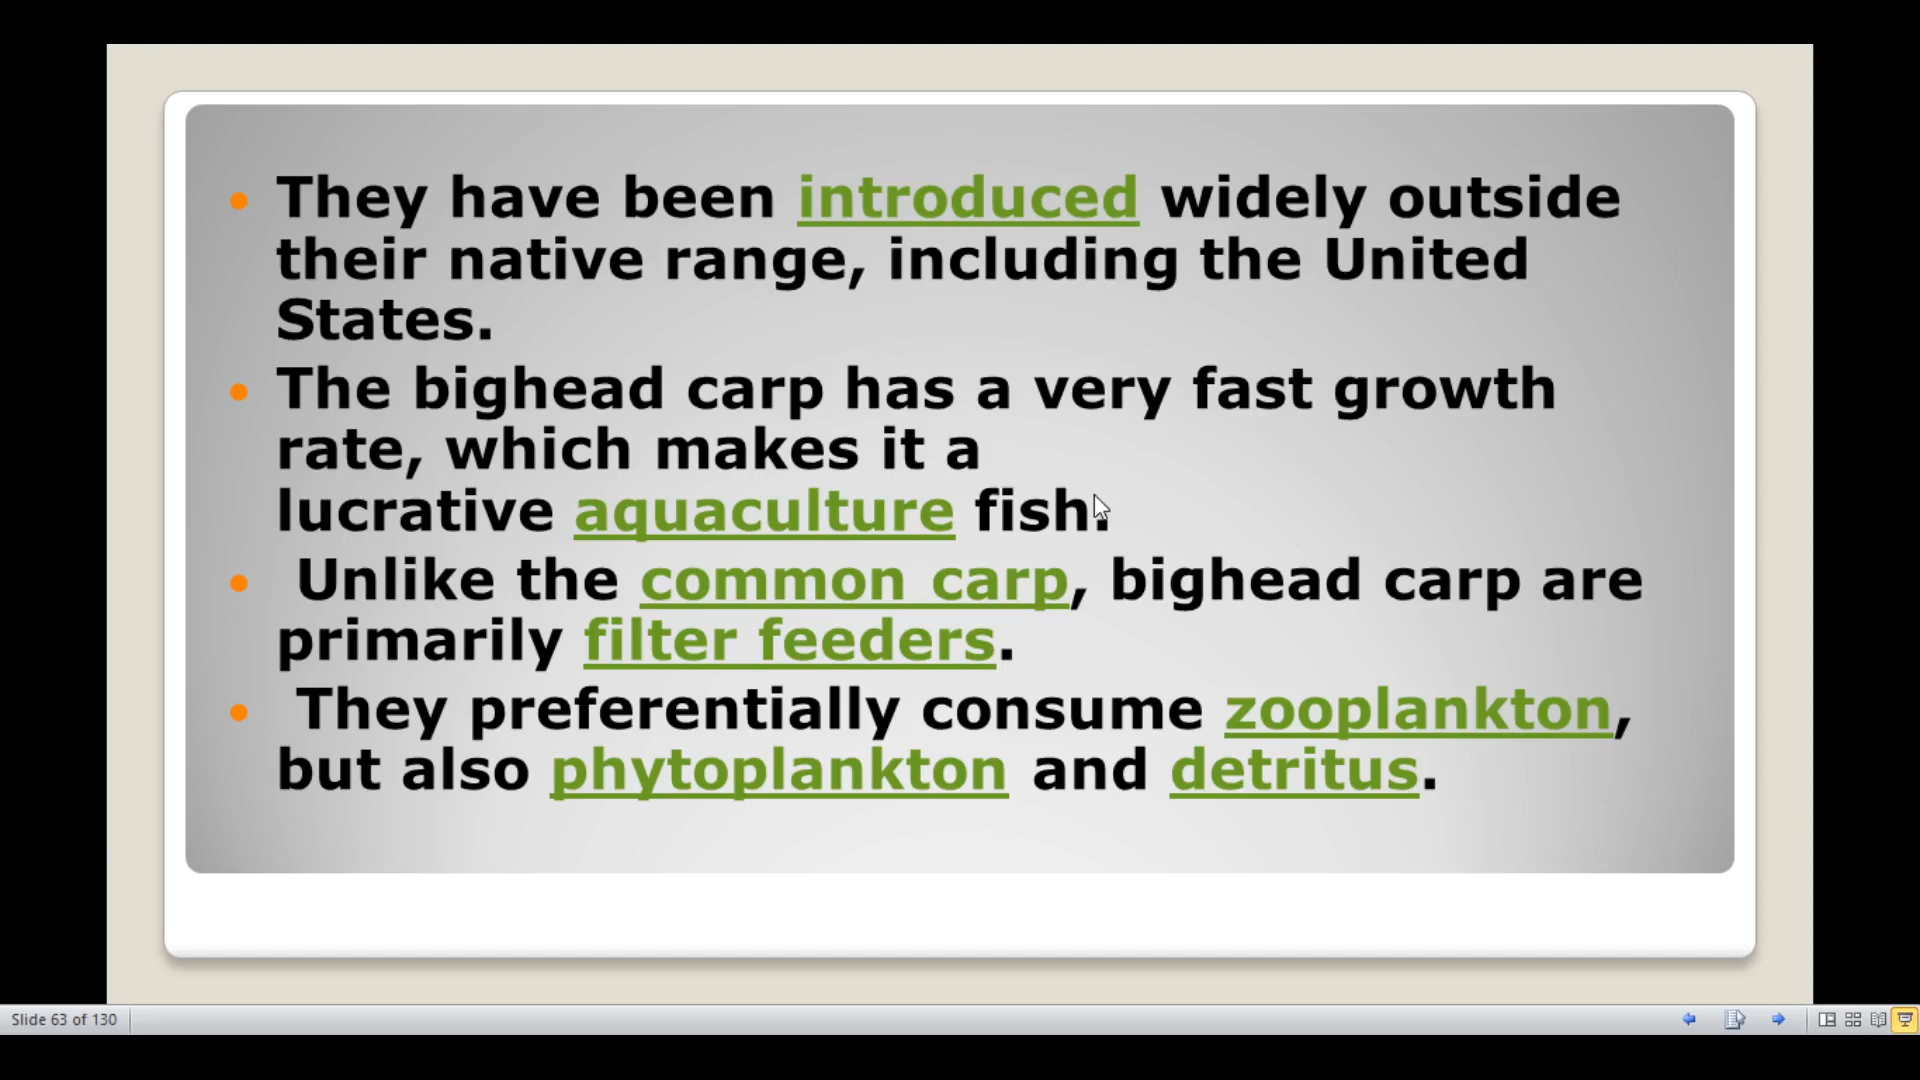 They have been introduced widely outside
their native range, including the United
States.
The bighead carp has a very fast growth
rate, which makes it a
lucrative aquaculture fish.
Unlike the common carp, bighead carp are
primarily filter feeders.
They preferentially consume zooplankton,
but also phytoplankton and detritus.
Slide 63 of 130